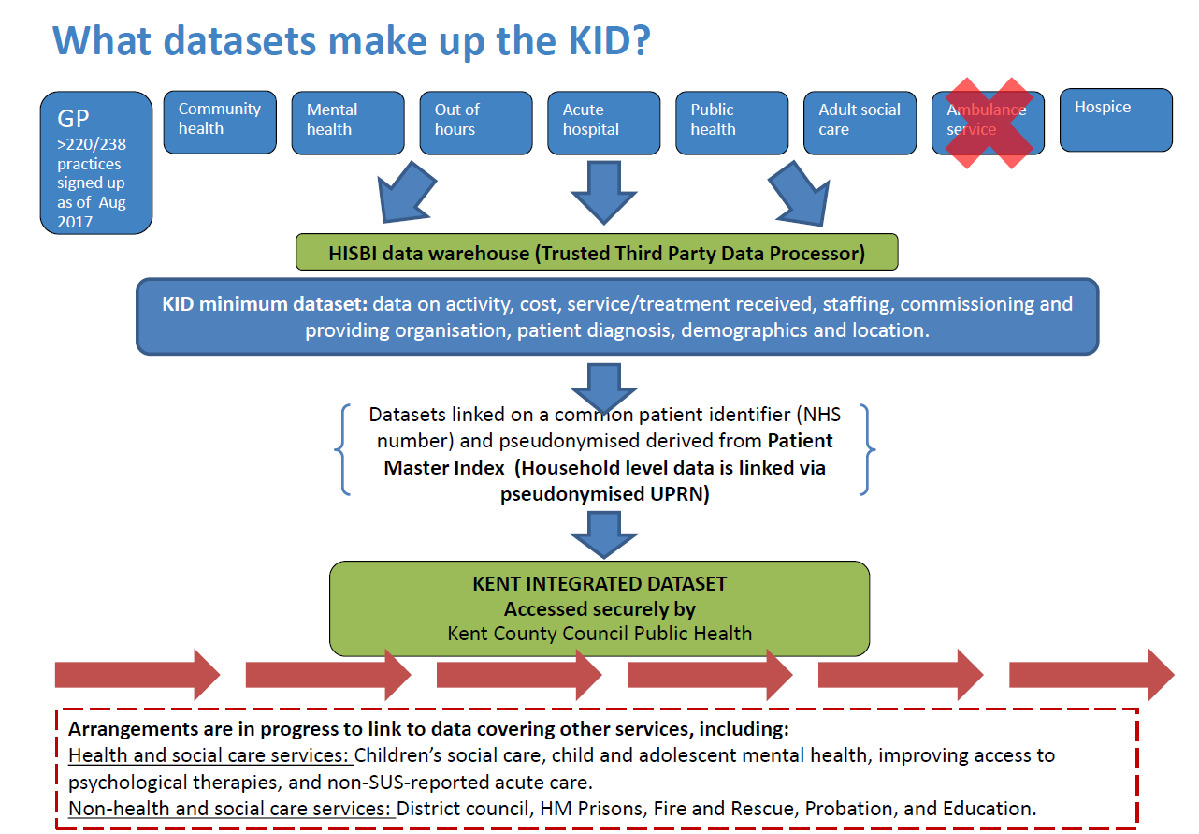 What datasets make up the KID?
GP
>220/238
practices
signed up
as of Aug
2017
Community
health
Mental
health
Out of
hours
Acute
hospital
Public
health
Adult social
care
Ambulance
service
Hospice
HISBI data warehouse (Trusted Third Party Data Processor)
KID minimum dataset: data on activity, cost, service/treatment received, staffing, commissioning and
providing organisation, patient diagnosis, demographics and location.
Datasets linked on a common patient identifier (NHS
number) and pseudonymised derived from Patient
Master Index (Household level data is linked via
pseudonymised UPRN)
KENT INTEGRATED DATASET
Accessed securely by
Kent County Council Public Health
Arrangements are in progress to link to data covering other services, including:
Health and social care services: Children’s social care, child and adolescent mental health, improving access to
psychological therapies, and non-SUS-reported acute care.
Non-health and social care services: District council, HM Prisons, Fire and Rescue, Probation, and Education.